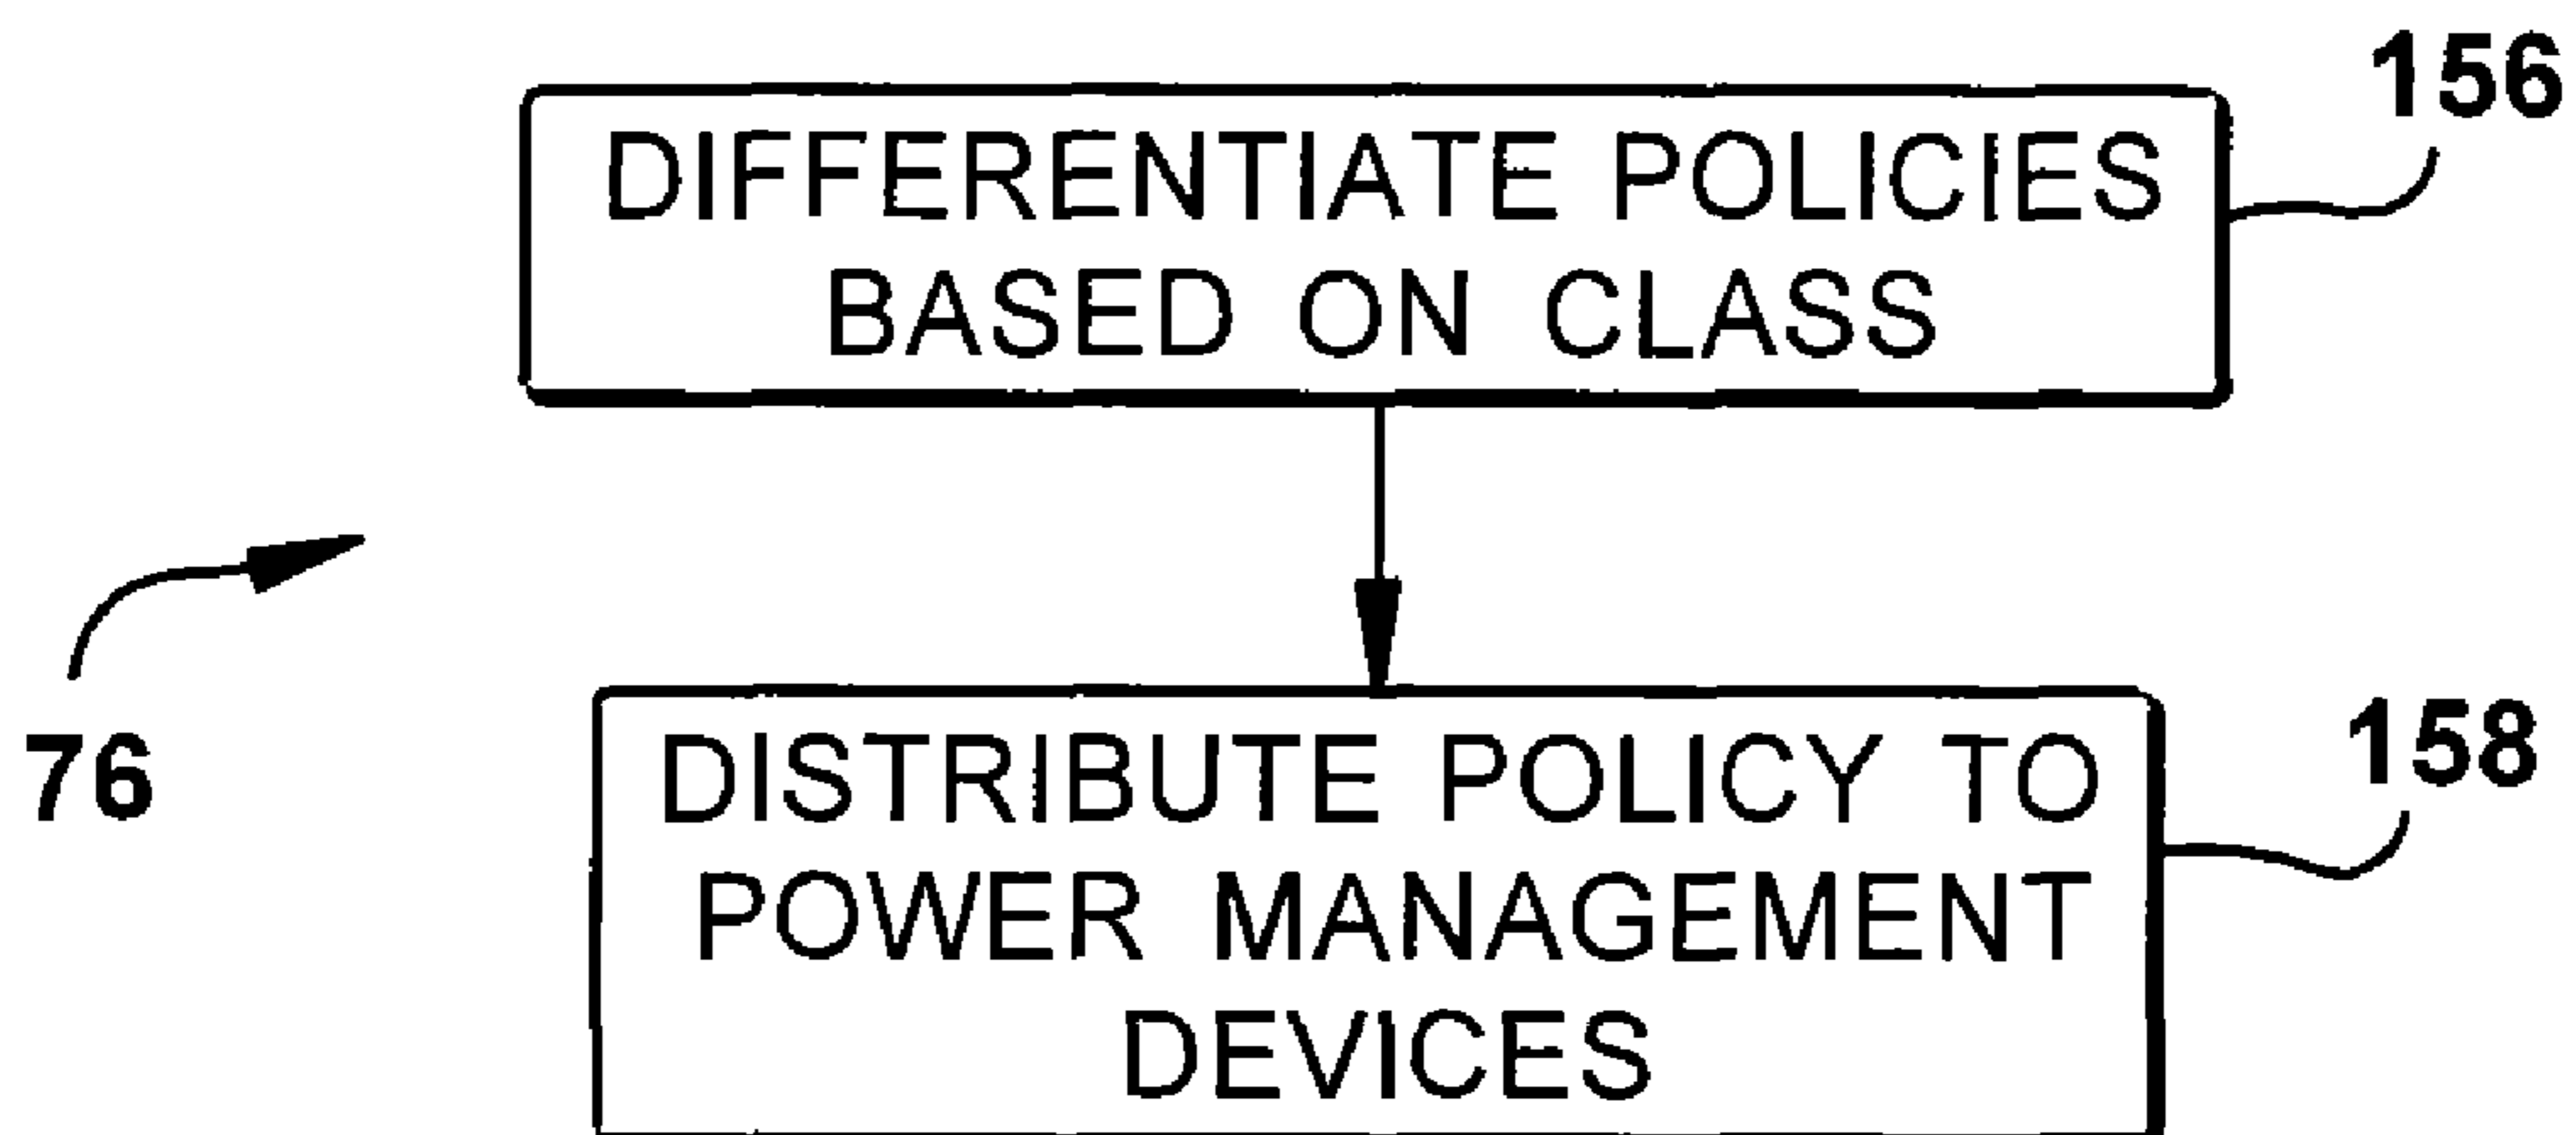 156
DIFFERENTIATE POLICIES
BASED ON CLASS
76
158
DISTRIBUTE POLICY TO
POWER MANAGEMENT
DEVICES